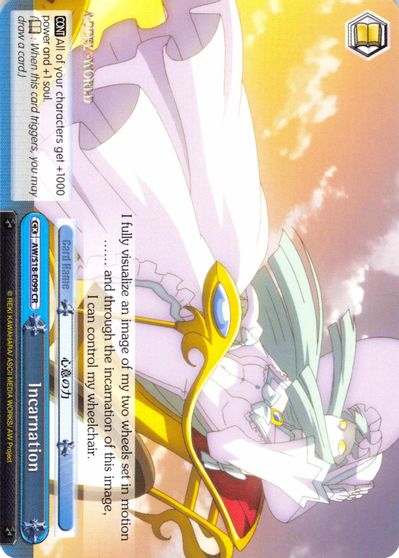 ACCEL WORLD
I fully visualize an image of my two wheels set in motion
...... and through the incarnation of this image,
I can control my wheelchair.
CONT All of your characters get +1000
power and +1 soul.
( : When this card triggers, you may
draw a card.)
Card Name
心意の力
CX AW/S18-E099 CR
Incarnation
© REKI KAWAHARA/ ASCII MEDIA WORKS/ AW Project